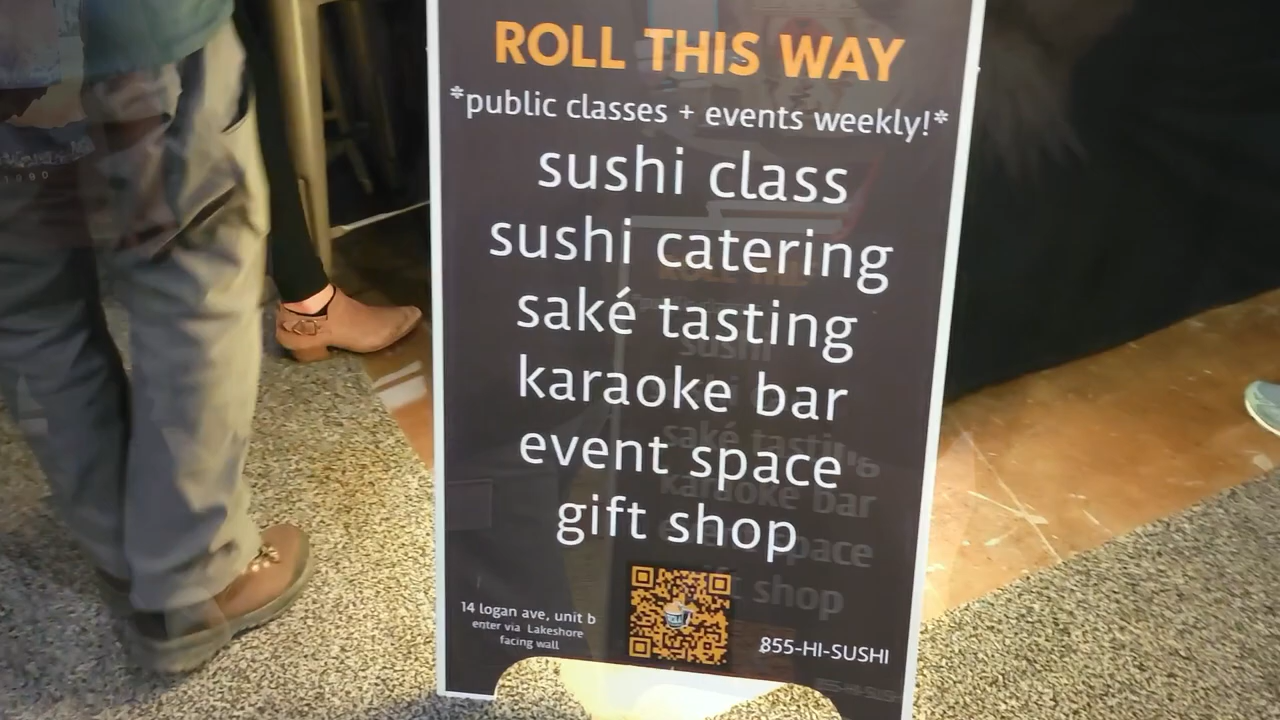 ROLL THIS WAY
*public classes + events weekly!*
sushi class
sushi catering
saké tasting
karaoke bar
event space
gift shop
14 logan ave, unit b
enter via Lakeshore
facing wall
855-HI-SUSHI
1990